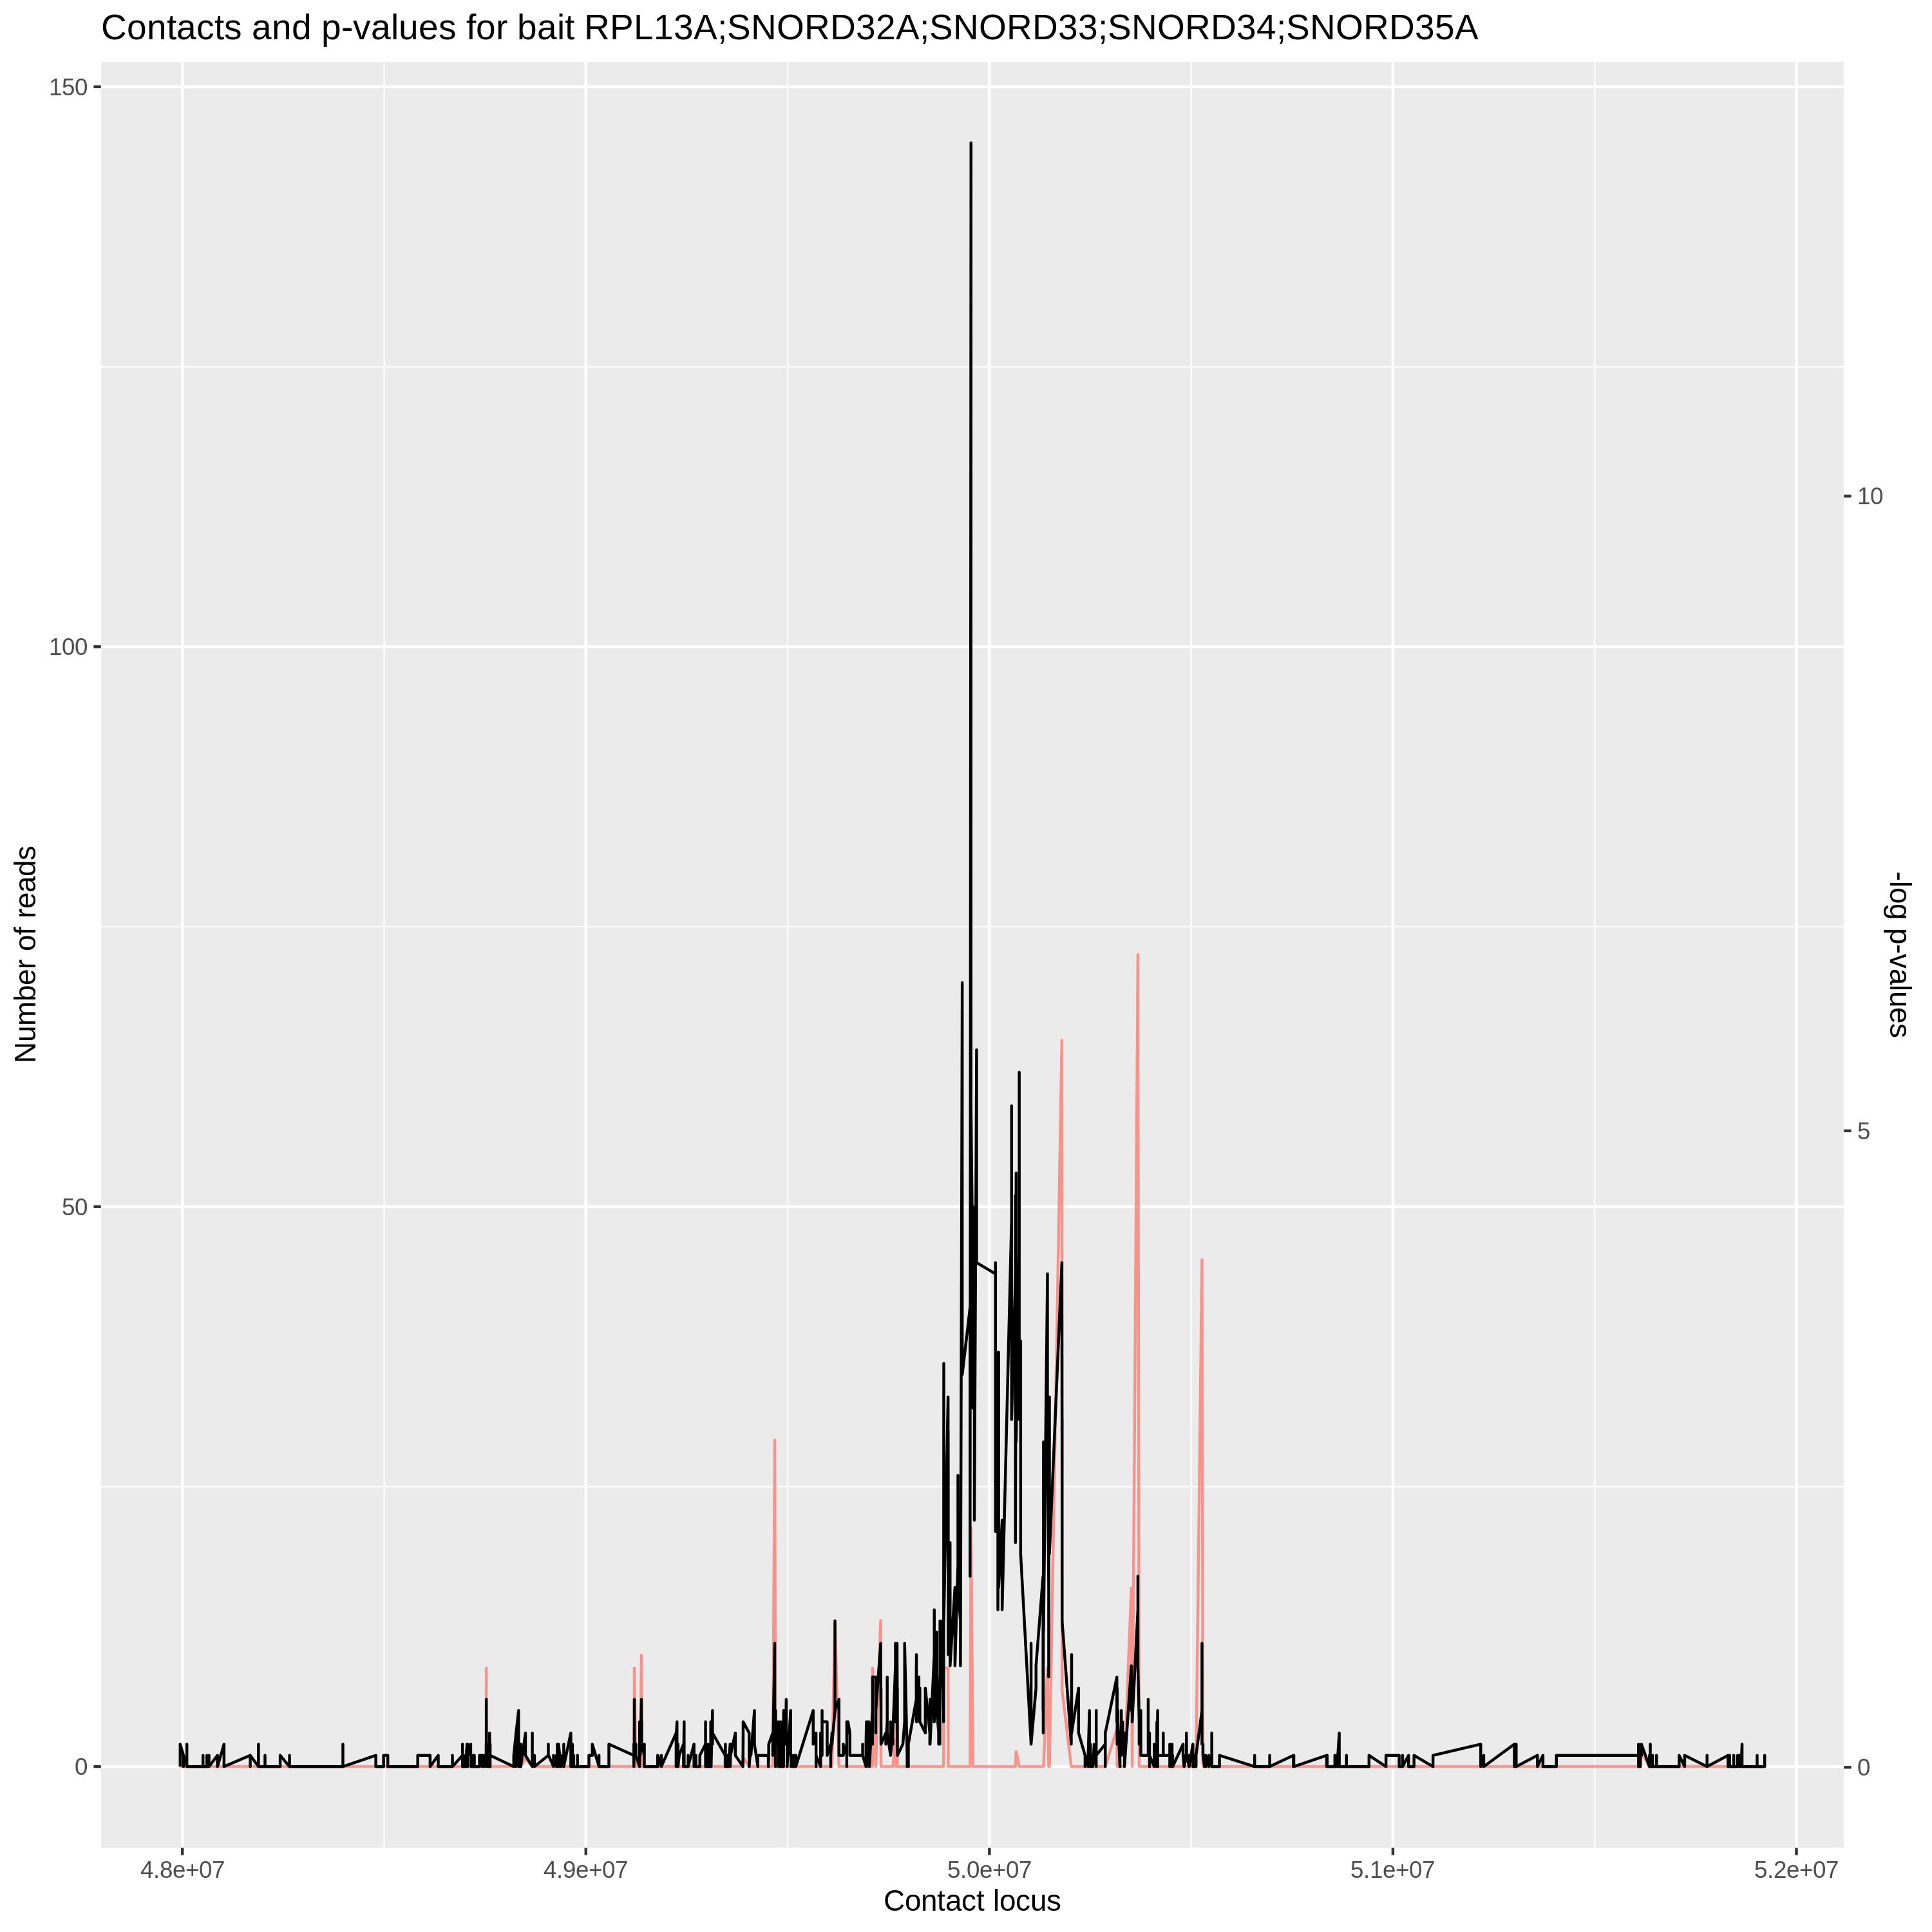 Contacts and p-values for bait RPL13A;SNORD32A;SNORD33;SNORD34;SNORD35A
150
100
50
0
Number of reads
10
5
0
-log p-values
4.8e+07
4.9e+07
5.0e+07
5.1e+07
5.2e+07
Contact locus